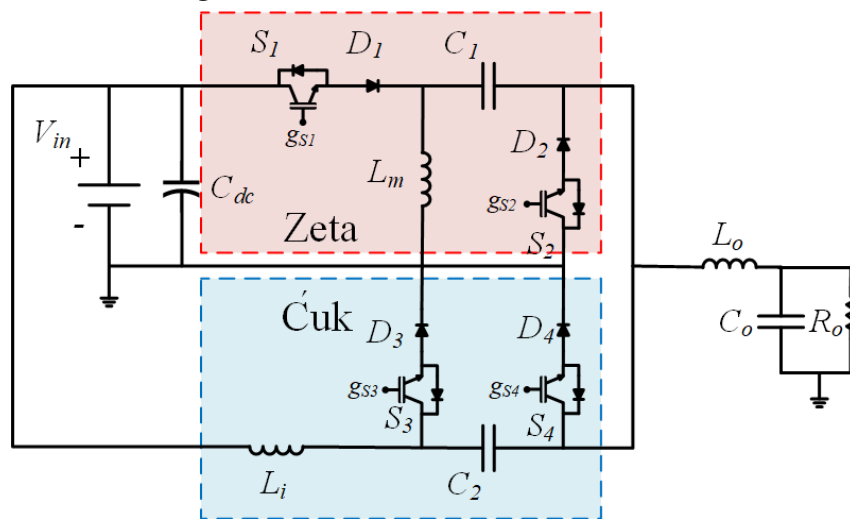 S1 D1 C1
Vin + - Cdc gS1 Lm D2 gS2 S2
Zeta
Lo
Ćuk D3 D4 Co Ro
gS3 S3 gS4 S4
Li C2